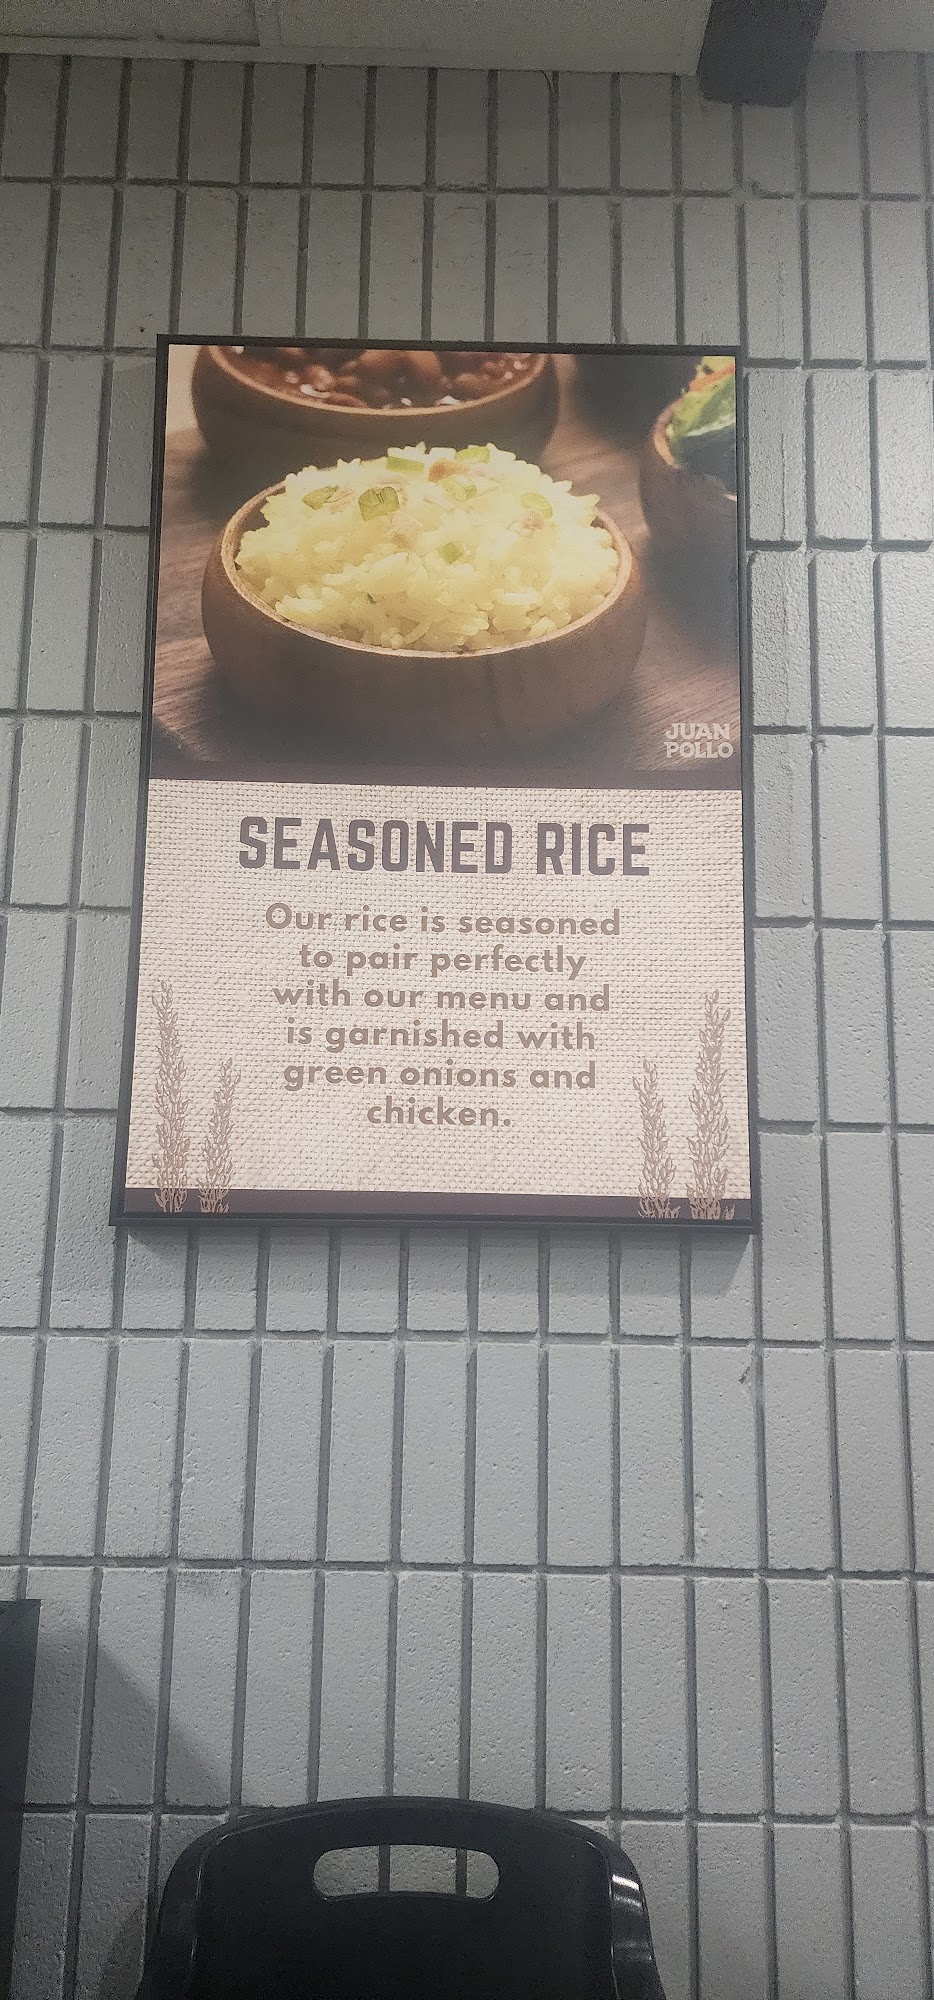 JUAN
POLLO
SEASONED RICE
Our rice is seasoned
to pair perfectly
with our menu and
is garnished with
green onions and
chicken.